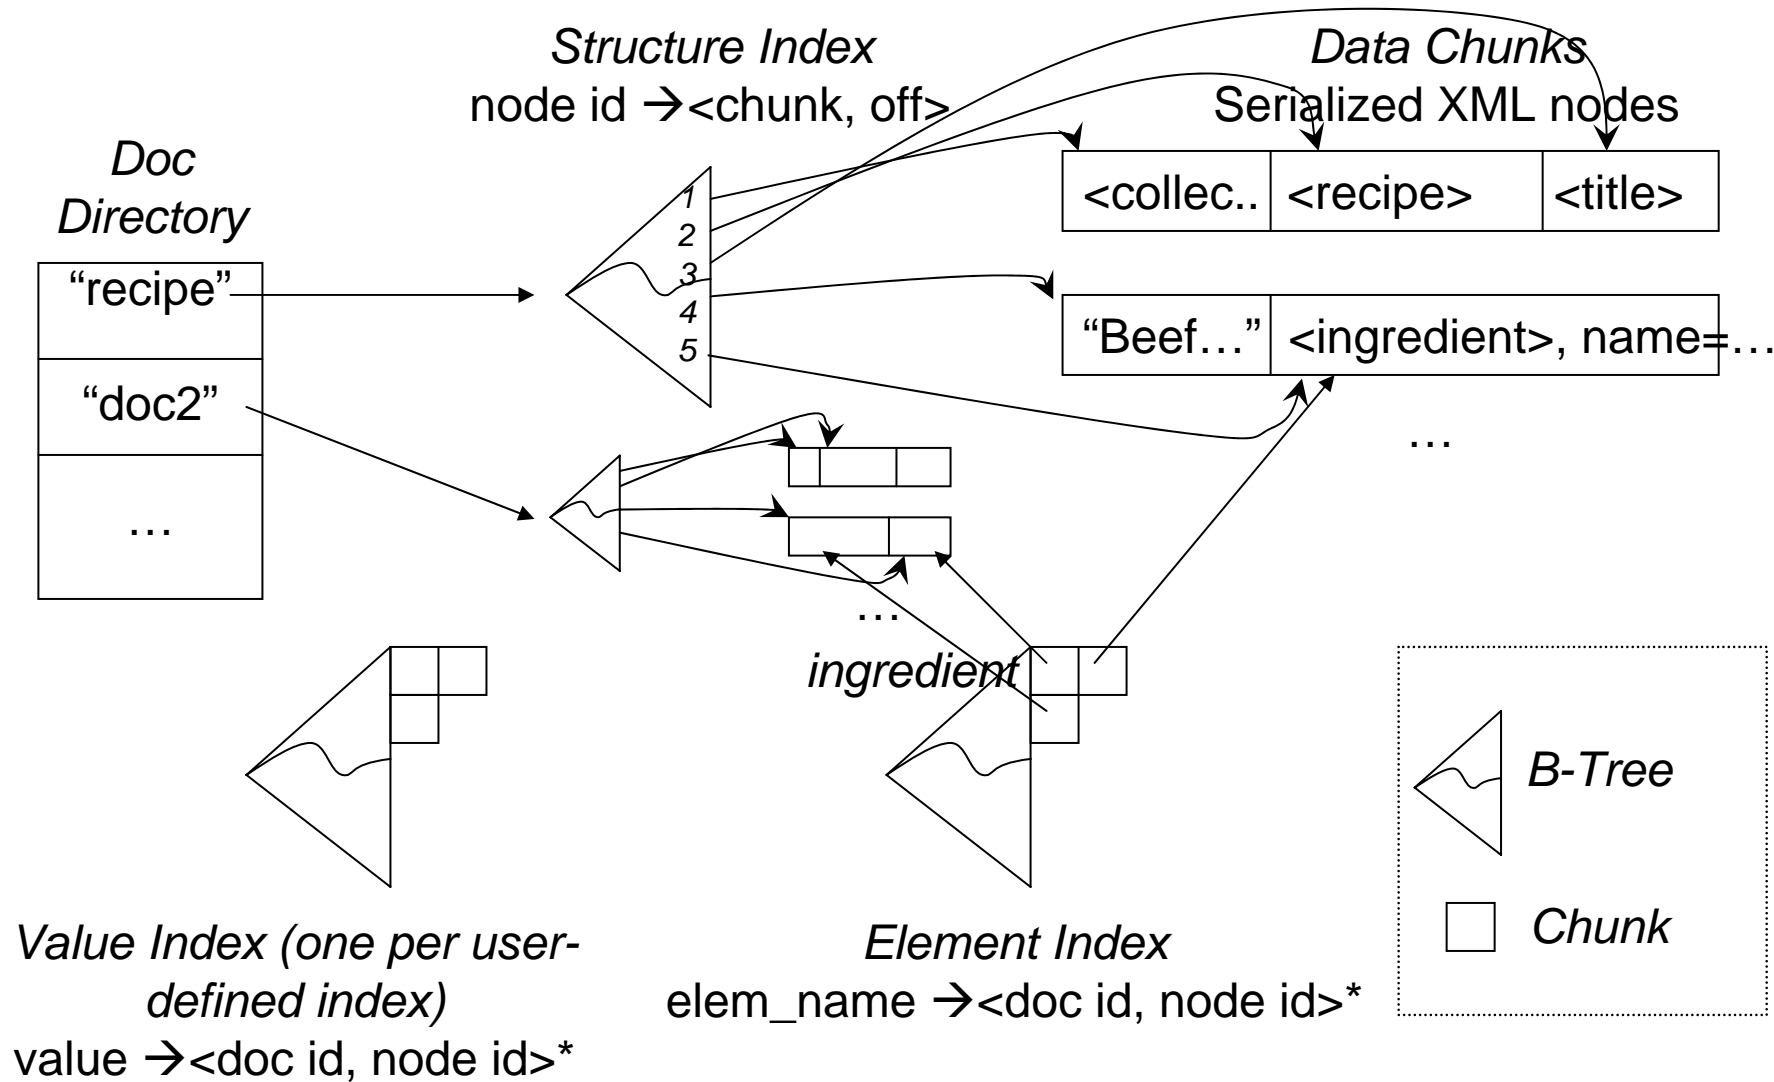 Structure Index
node id →<chunk, off>
Data Chunks
Serialized XML nodes
Doc
Directory
“recipe”
“doc2”
…
1
2
3
4
5
<collec..
<recipe>
<title>
“Beef…”
<ingredient>, name=…
…
…
ingredient
Value Index (one per user-
defined index)
value →<doc id, node id>*
Element Index
elem_name →<doc id, node id>*
B-Tree
Chunk